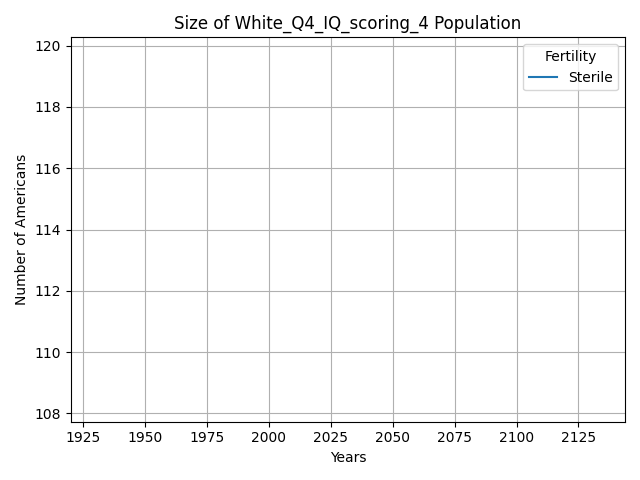 Size of White_Q4_IQ_scoring_4 Population
120
118
116
114
112
110
108
Number of Americans
Fertility
Sterile
1925 1950 1975 2000 2025 2050 2075 2100 2125
Years